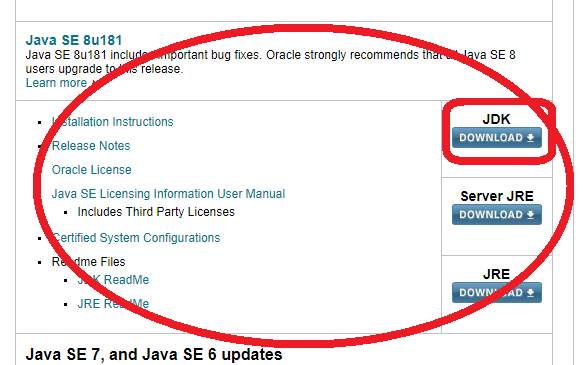 Java SE 8u181
Java SE 8u181 includes important bug fixes. Oracle strongly recommends that all Java SE 8
users upgrade to this release.
Learn more
Installation Instructions
Release Notes
Oracle License
Java SE Licensing Information User Manual
Includes Third Party Licenses
Certified System Configurations
Readme Files
JDK ReadMe
JRE ReadMe
JDK
DOWNLOAD
Server JRE
DOWNLOAD
JRE
DOWNLOAD
Java SE 7, and Java SE 6 updates